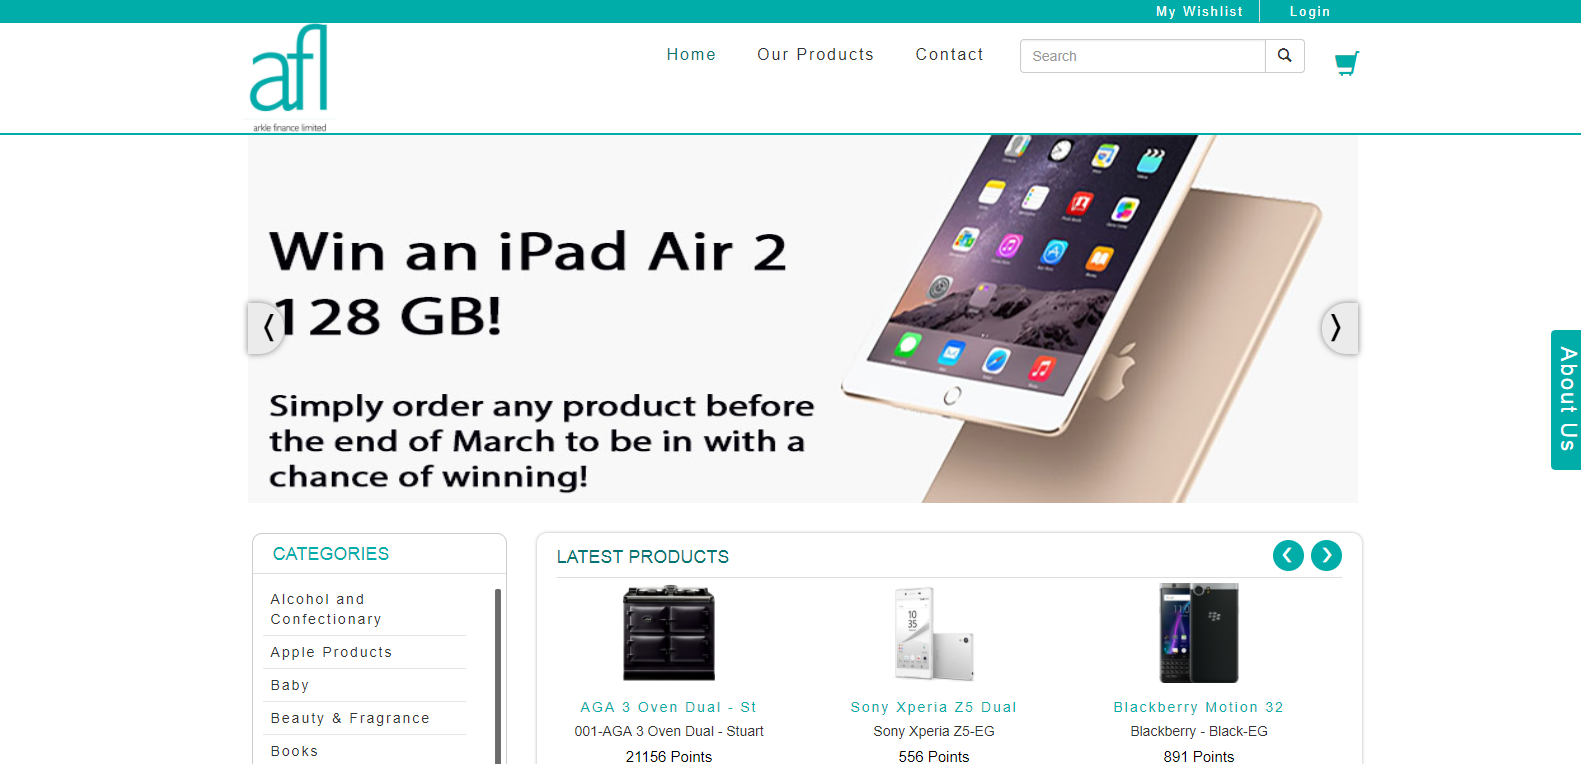 My Wishlist
Login
afl
arkle finance limited
Home
Our Products
Contact
Search
Win an iPad Air 2
128 GB!
Simply order any product before
the end of March to be in with a
chance of winning!
About Us
CATEGORIES
Alcohol and
Confectionary
Apple Products
Baby
Beauty & Fragrance
Books
LATEST PRODUCTS
10
35
AGA 3 Oven Dual - St
001-AGA 3 Oven Dual - Stuart
21156 Points
Sony Xperia Z5 Dual
Sony Xperia Z5-EG
556 Points
Blackberry Motion 32
Blackberry - Black-EG
891 Points